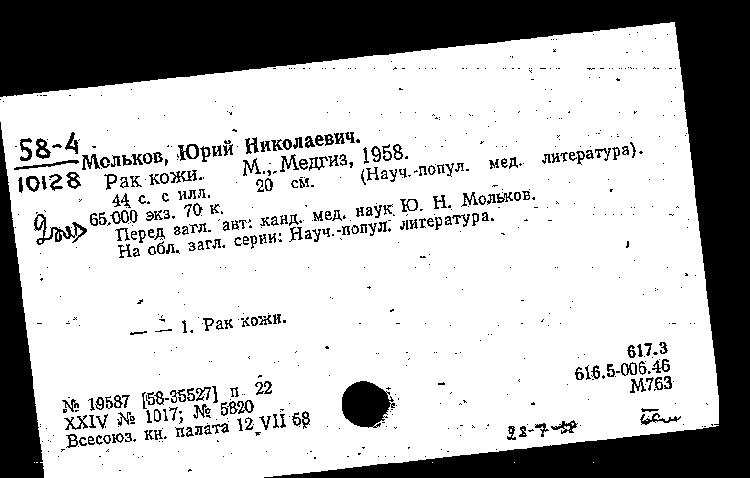 58-4
10128
Мольков, Юрий Николаевич.
Рак кожи. М., Медгиз, 1958.
44 с. с илл. 20 см. (Науч.-попул. мед. литература).
65.000 экз. 70 к.
Перед загл. авт: канд. мед. наук Ю. Н. Мольков.
На обл. загл. серии: Науч.-попул. литература.
— — 1. Рак кожи.
617.3
616.5-006.46
М763
№ 19587 [58-35527] п 22
XXIV № 1017; № 5820
Всесоюз. кн. палата 12 VII 58